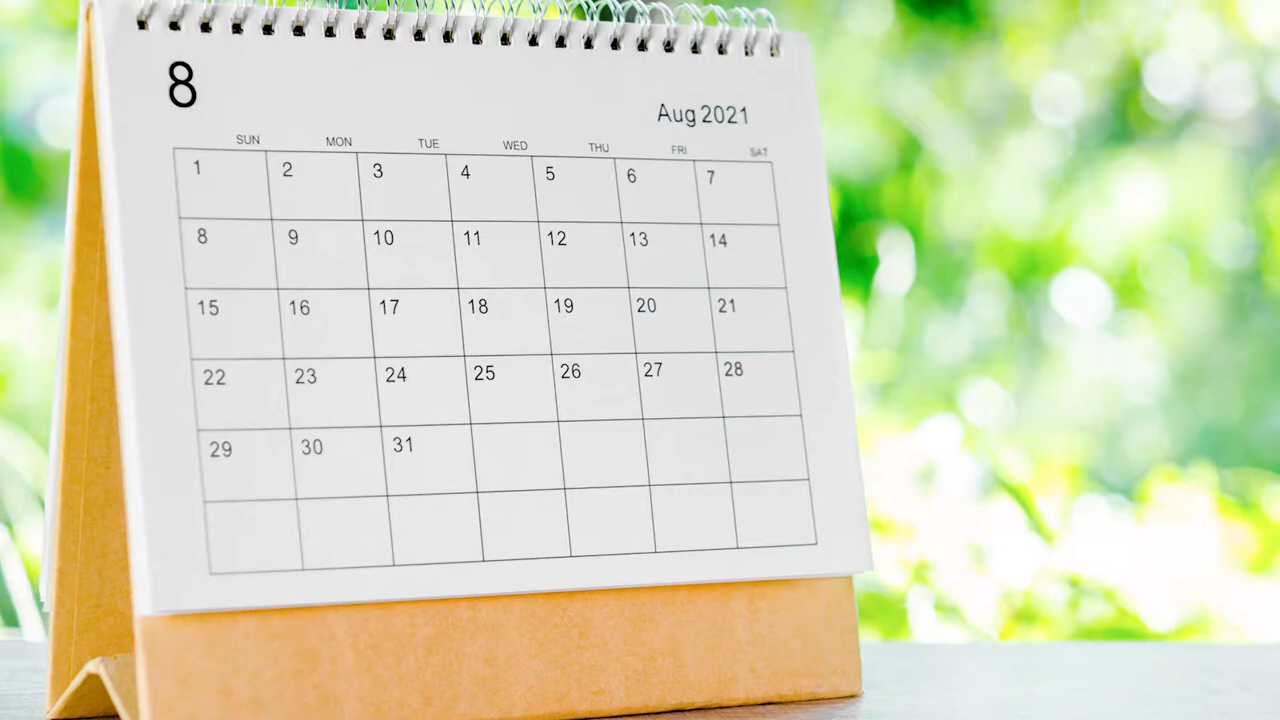 8
Aug 2021
SUN MON TUE WED THU FRI SAT
1 2 3 4 5 6 7
8 9 10 11 12 13 14
15 16 17 18 19 20 21
22 23 24 25 26 27 28
29 30 31